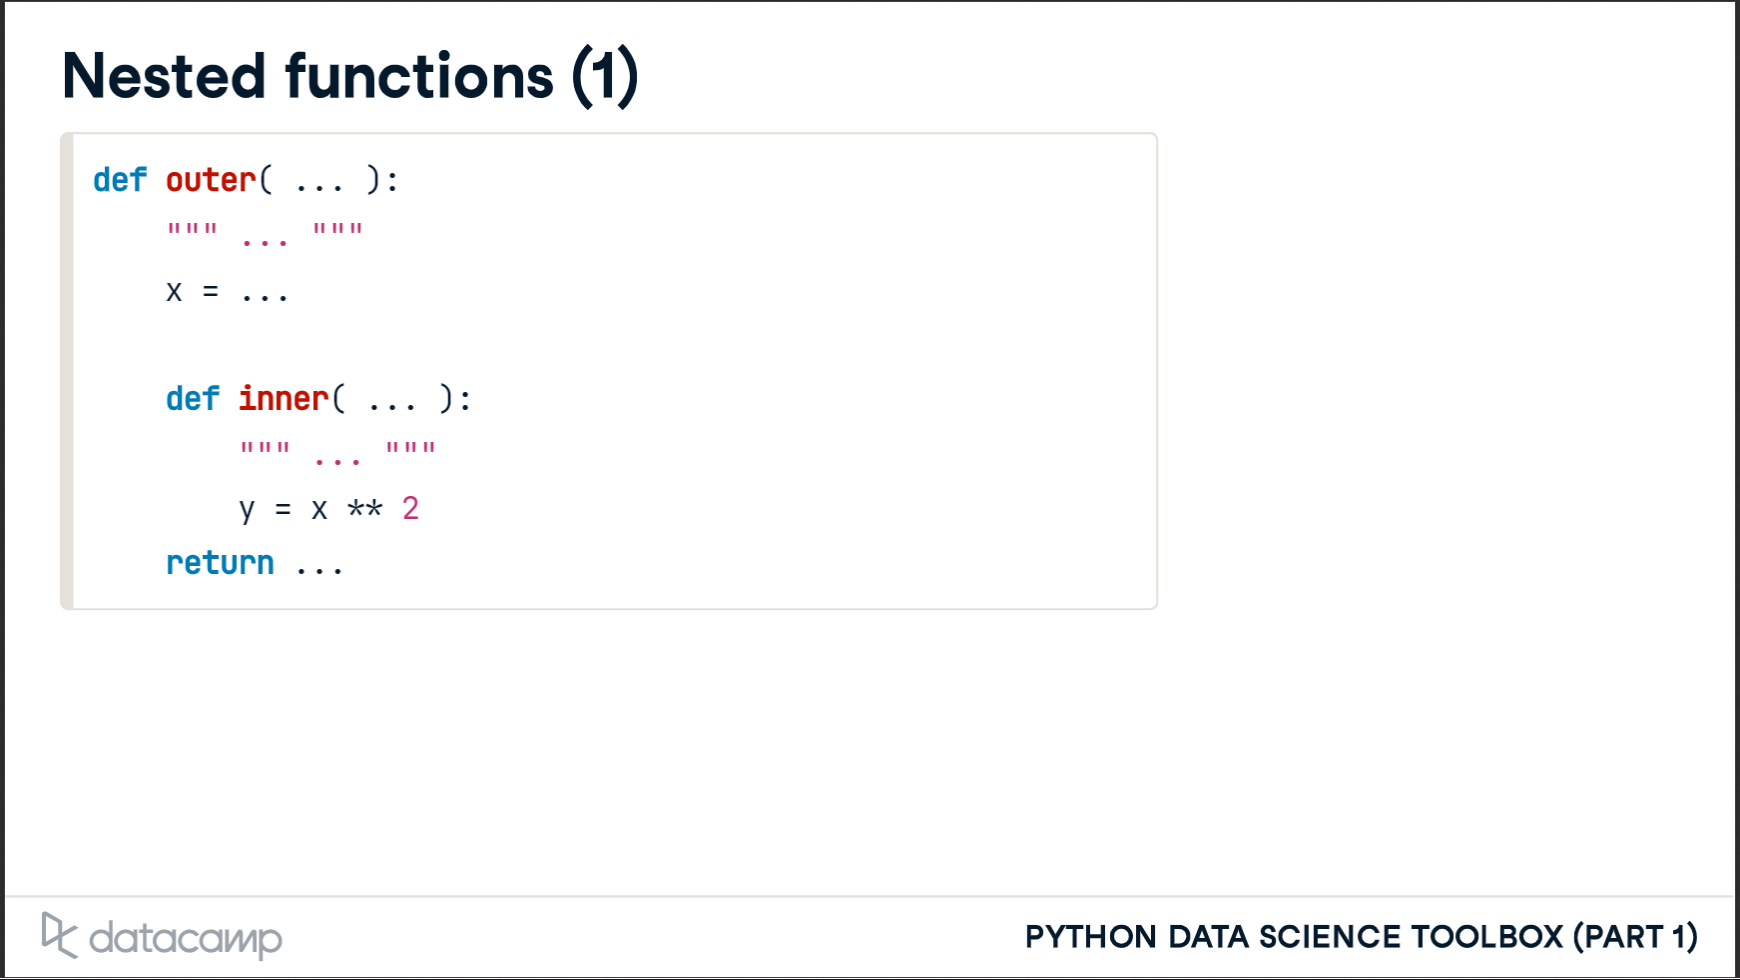 Nested functions (1)
def outer( ... ):
    """ ... """
    x = ...

    def inner( ... ):
        """ ... """
        y = x ** 2
    return ...
datacamp
PYTHON DATA SCIENCE TOOLBOX (PART 1)